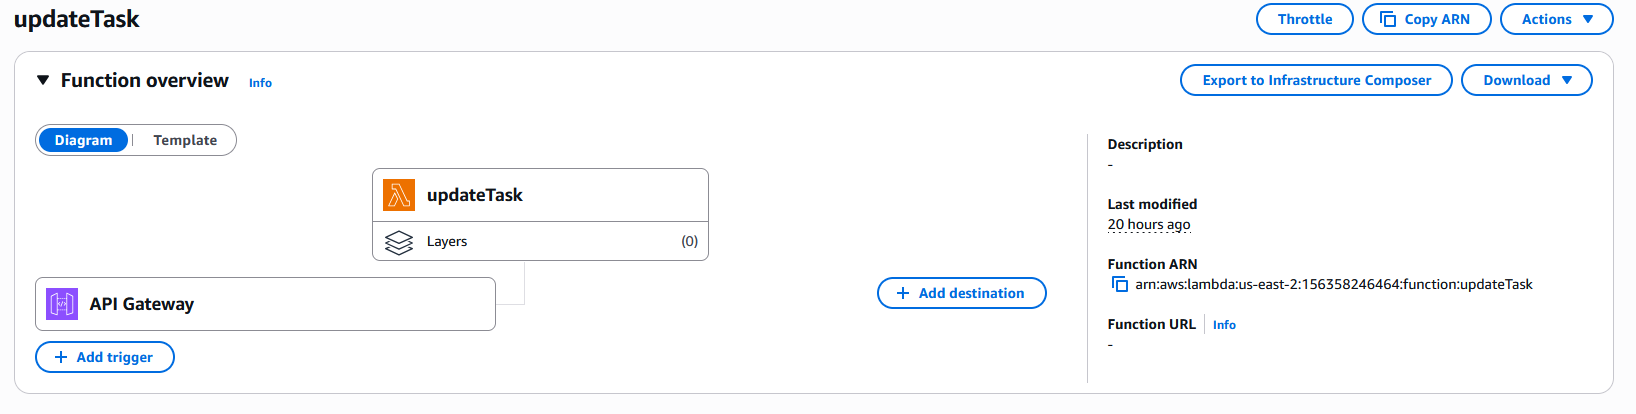 updateTask
Throttle
Copy ARN
Actions
Function overview
Info
Export to Infrastructure Composer
Download
Diagram
Template
updateTask
Layers
(0)
API Gateway
+ Add trigger
+ Add destination
Description
-
Last modified
20 hours ago
Function ARN
arn:aws:lambda:us-east-2:156358246464:function:updateTask
Function URL
Info
-